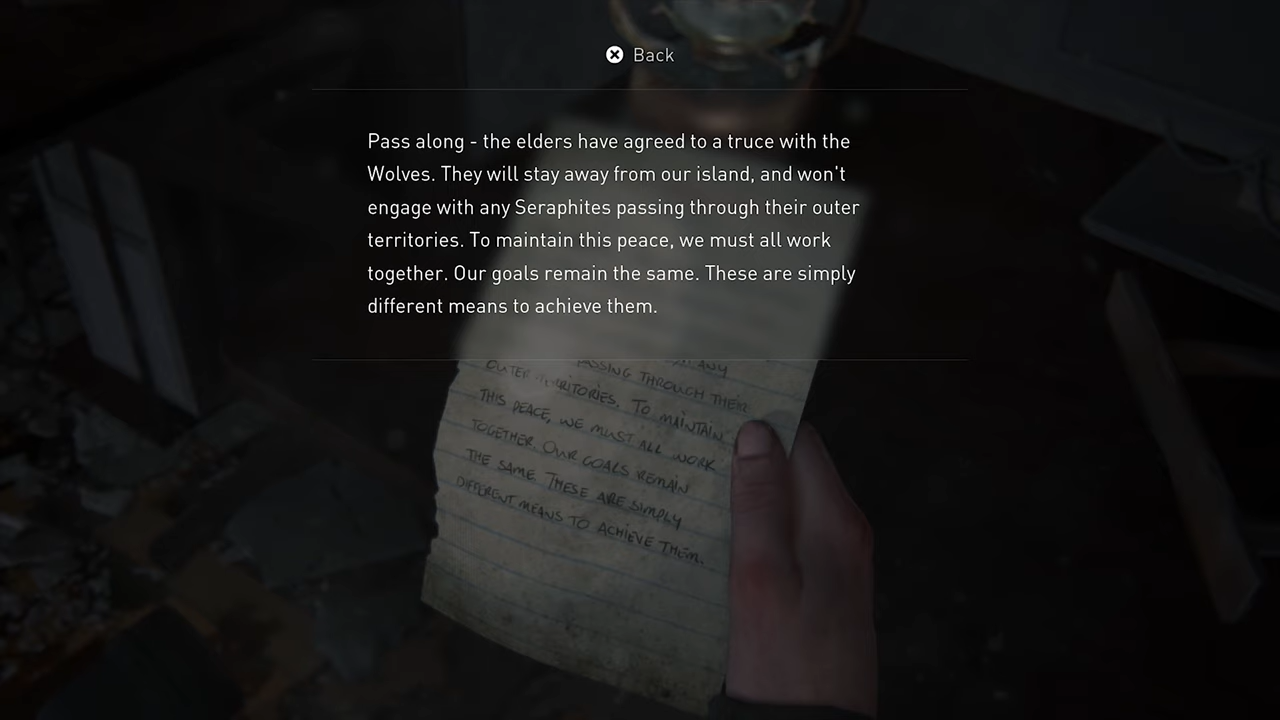 Back
Pass along - the elders have agreed to a truce with the
Wolves. They will stay away from our island, and won't
engage with any Seraphites passing through their outer
territories. To maintain this peace, we must all work
together. Our goals remain the same. These are simply
different means to achieve them.
ANY
PASSING THROUGH THEIR
OUTER TERRITORIES. TO MAINTAIN
THIS PEACE, WE MUST ALL WORK
TOGETHER. OUR GOALS REMAIN
THE SAME. THESE ARE SIMPLY
DIFFERENT MEANS TO ACHIEVE THEM.